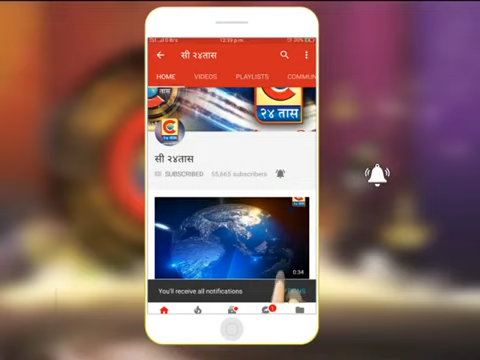 12:59 p.m.
सी २४तास
HOME VIDEOS PLAYLISTS COMMUN
२४ तास
सी २४तास
SUBSCRIBED 55,665 subscribers
0:34
You'll receive all notifications